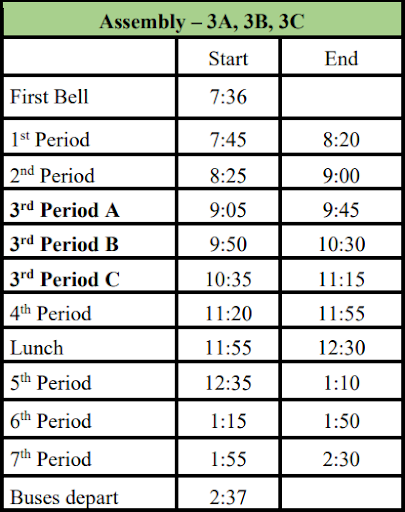 Assembly – 3A, 3B, 3C
Start End
First Bell 7:36
1st Period 7:45 8:20
2nd Period 8:25 9:00
3rd Period A 9:05 9:45
3rd Period B 9:50 10:30
3rd Period C 10:35 11:15
4th Period 11:20 11:55
Lunch 11:55 12:30
5th Period 12:35 1:10
6th Period 1:15 1:50
7th Period 1:55 2:30
Buses depart 2:37